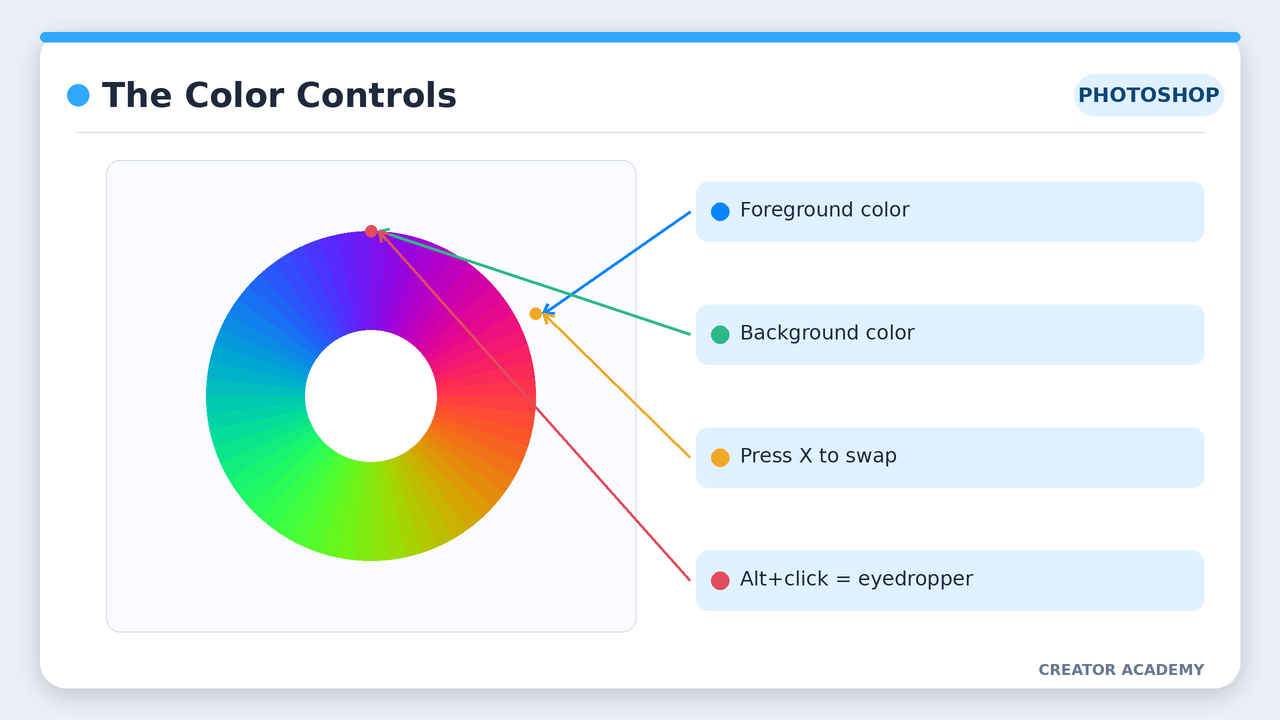 The Color Controls
PHOTOSHOP
Foreground color
Background color
Press X to swap
Alt+click = eyedropper
CREATOR ACADEMY